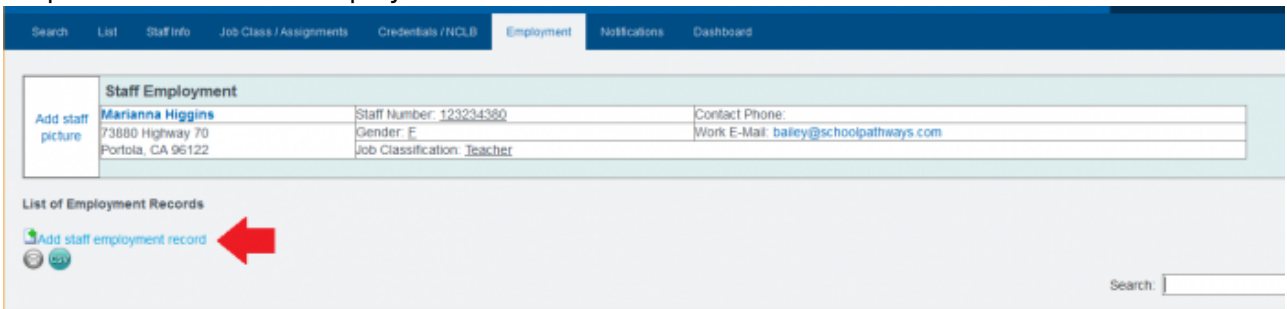 Search List Staff Info Job Class / Assignments Credentials / NCLB Employment Notifications Dashboard
Staff Employment
Add staff picture
Marianna Higgins Staff Number: 123234380 Contact Phone:
73880 Highway 70 Gender: F Work E-Mail: bailey@schoolpathways.com
Portola, CA 96122 Job Classification: Teacher
List of Employment Records
Add staff employment record
CSV
Search: